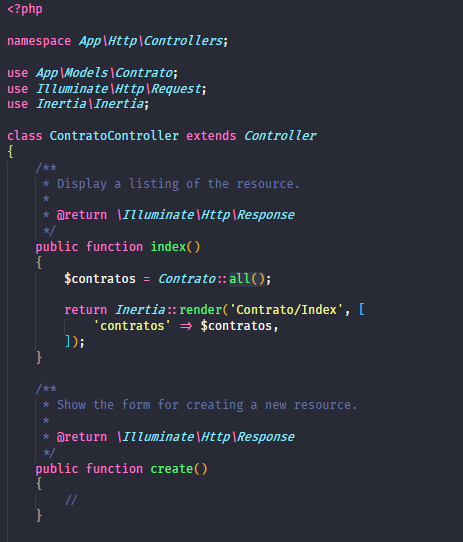 <?php
namespace App\Http\Controllers;
use App\Models\Contrato;
use Illuminate\Http\Request;
use Inertia\Inertia;
class ContratoController extends Controller
{
/**
* Display a listing of the resource.
*
* @return \Illuminate\Http\Response
*/
public function index()
{
$contratos = Contrato::all();
return Inertia::render('Contrato/Index', [
'contratos' => $contratos,
]);
}
/**
* Show the form for creating a new resource.
*
* @return \Illuminate\Http\Response
*/
public function create()
{
//
}